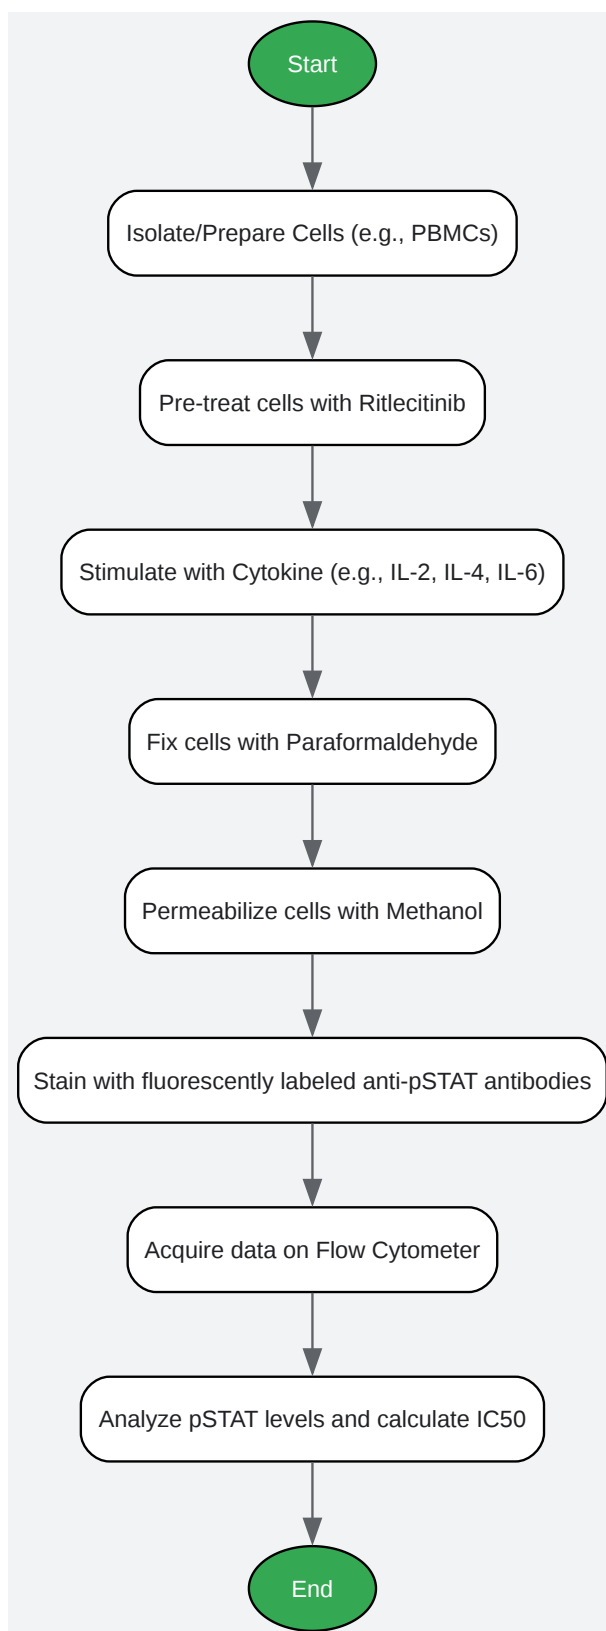 Start
Isolate/Prepare Cells (e.g., PBMCs)
Pre-treat cells with Ritlecitinib
Stimulate with Cytokine (e.g., IL-2, IL-4, IL-6)
Fix cells with Paraformaldehyde
Permeabilize cells with Methanol
Stain with fluorescently labeled anti-pSTAT antibodies
Acquire data on Flow Cytometer
Analyze pSTAT levels and calculate IC50
End